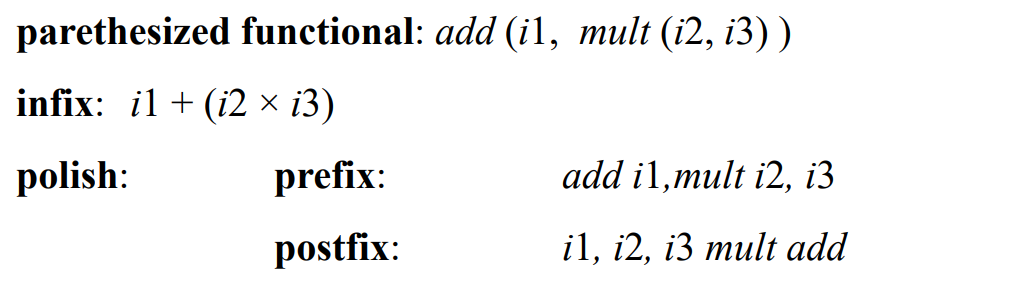 parethesized functional: add (i1, mult (i2, i3) )
infix: i1 + (i2 × i3)
polish: prefix: add i1,mult i2, i3
postfix: i1, i2, i3 mult add